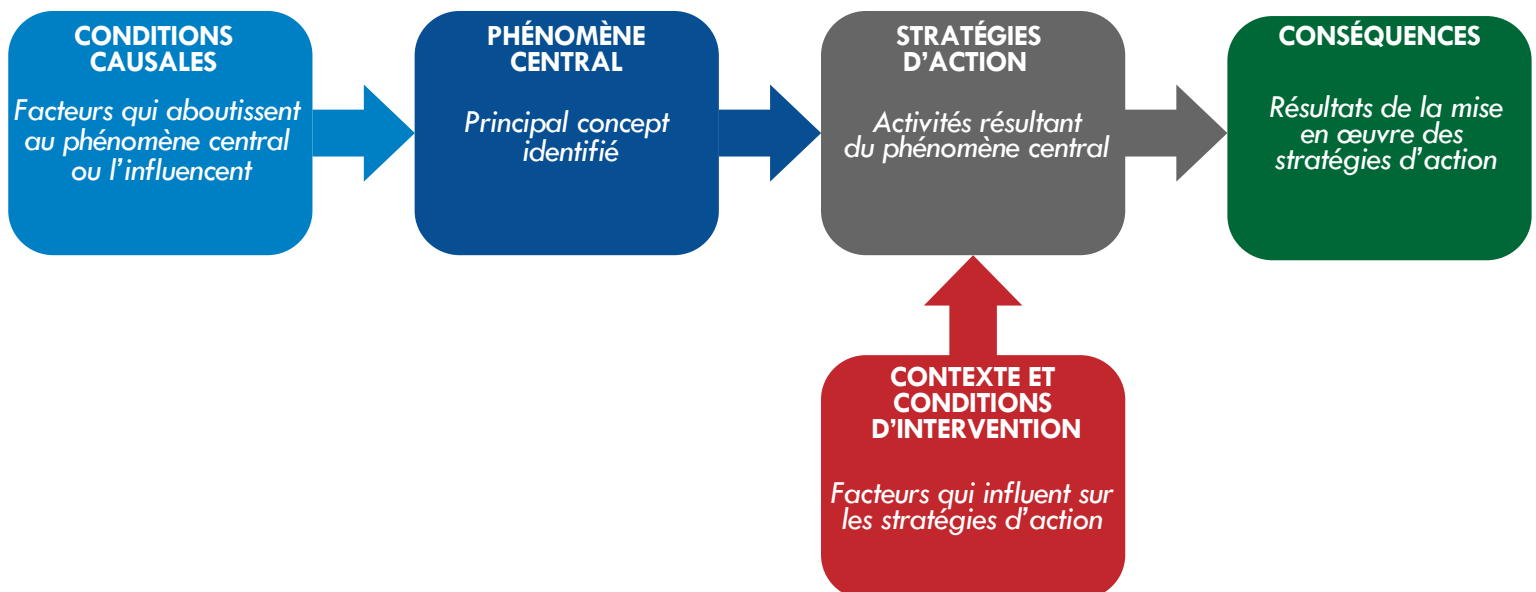 CONDITIONS
CAUSALES
Facteurs qui aboutissent
au phénomène central
ou l’influencent
PHÉNOMÈNE
CENTRAL
Principal concept
identifié
STRATÉGIES
D’ACTION
Activités résultant
du phénomène central
CONSÉQUENCES
Résultats de la mise
en œuvre des
stratégies d’action
CONTEXTE ET
CONDITIONS
D’INTERVENTION
Facteurs qui influent sur
les stratégies d’action